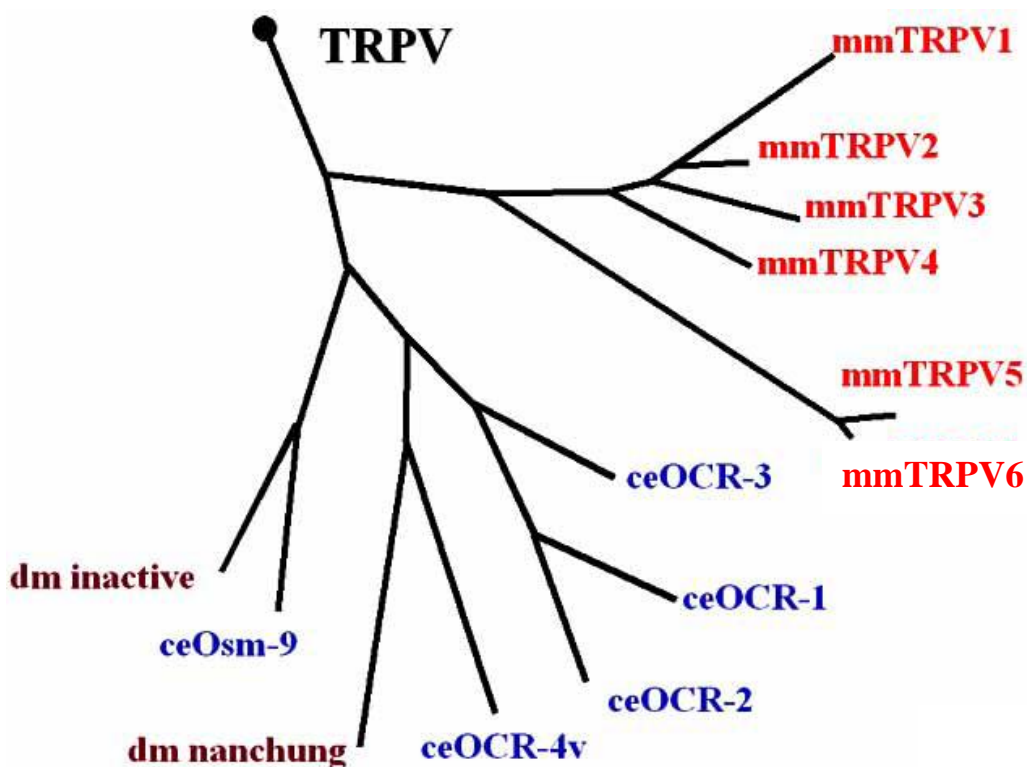 TRPV
mmTRPV1
mmTRPV2
mmTRPV3
mmTRPV4
mmTRPV5
mmTRPV6
ceOCR-3
dm inactive
ceOCR-1
ceOsm-9
ceOCR-2
dm nanchung
ceOCR-4v